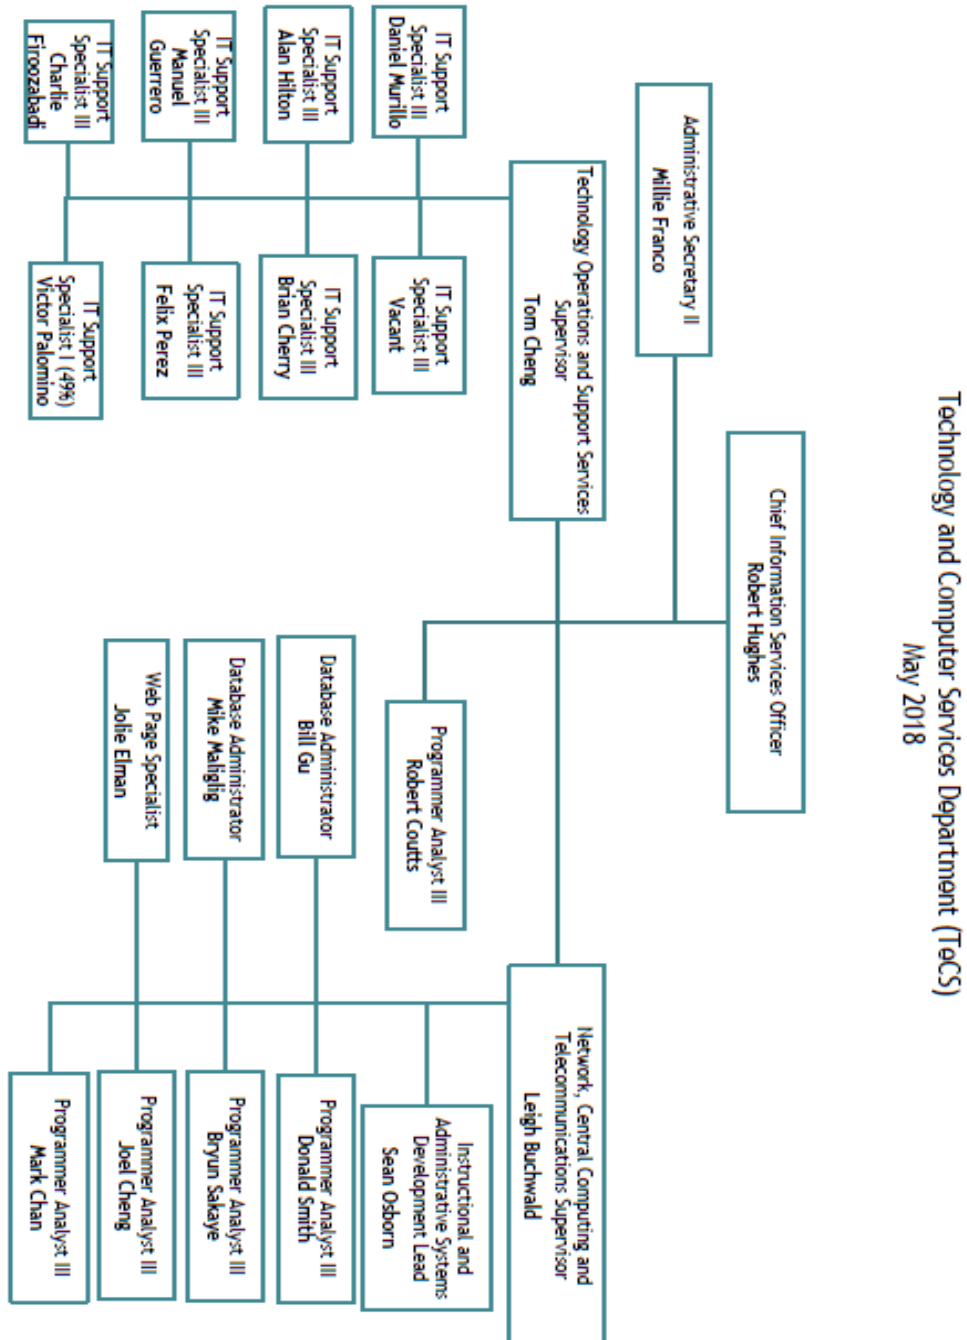 Technology and Computer Services Department (TeCS)
May 2018
Chief Information Services Officer
Robert Hughes
Administrative Secretary II
Millie Franco
Technology Operations and Support Services
Supervisor
Tom Cheng
Network, Central Computing and
Telecommunications Supervisor
Leigh Buchwald
Programmer Analyst III
Robert Coutts
IT Support
Specialist III
Daniel Murillo
IT Support
Specialist III
Vacant
IT Support
Specialist III
Alan Hilton
IT Support
Specialist III
Brian Cherry
IT Support
Specialist III
Manuel
Guerrero
IT Support
Specialist III
Felix Perez
IT Support
Specialist III
Charlie
Firoozabadi
IT Support
Specialist I (49%)
Victor Palomino
Instructional and
Administrative Systems
Development Lead
Sean Osborn
Database Administrator
Bill Gu
Programmer Analyst III
Donald Smith
Database Administrator
Mike Maliglig
Programmer Analyst III
Bryun Sakaye
Web Page Specialist
Jolie Elman
Programmer Analyst III
Joel Cheng
Programmer Analyst III
Mark Chan